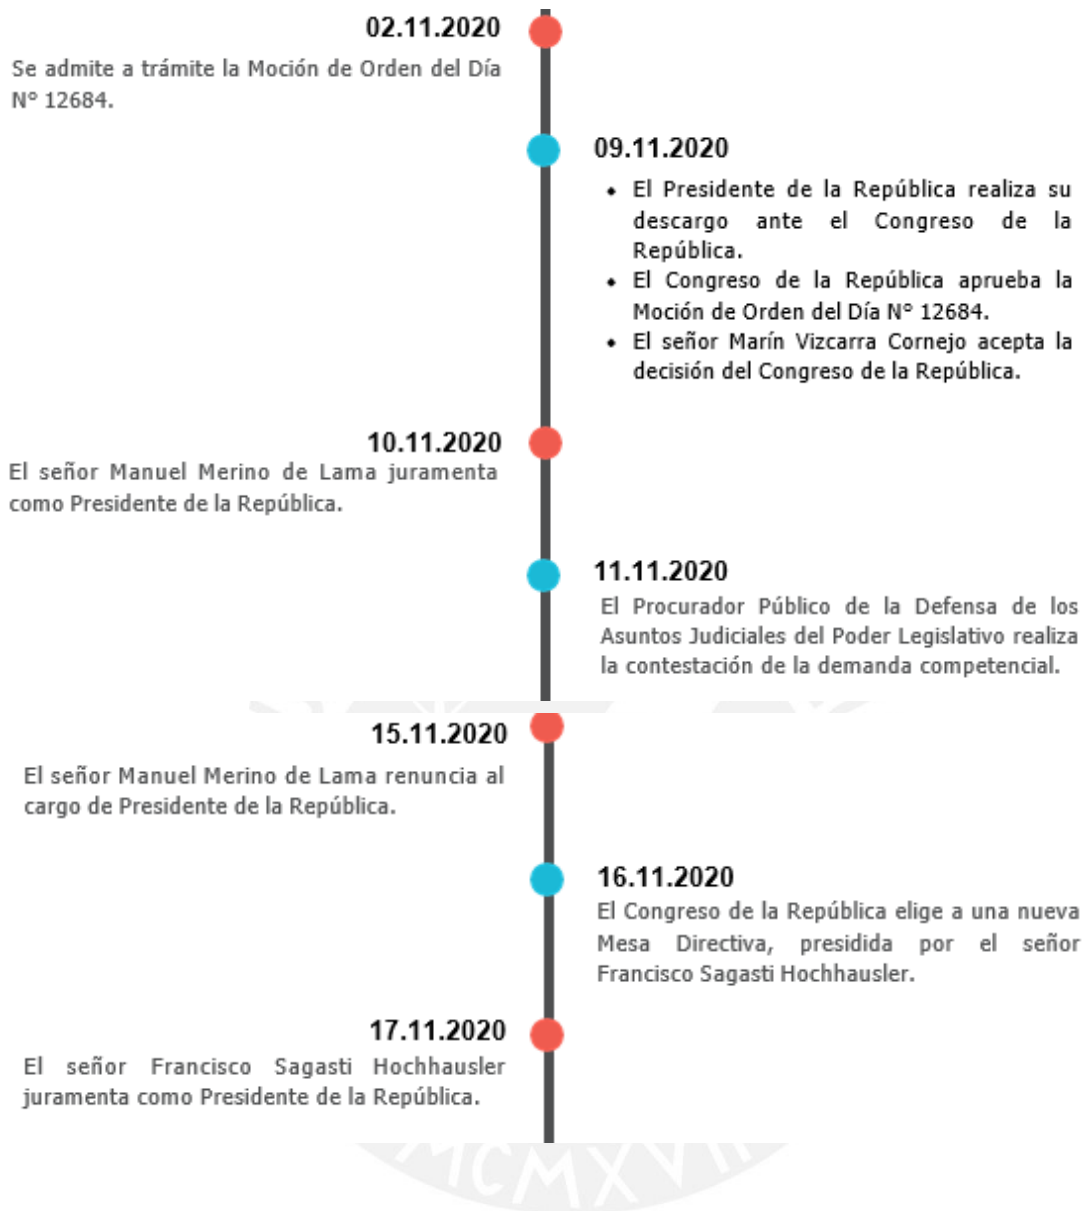 02.11.2020
Se admite a trámite la Moción de Orden del Día
N° 12684.
09.11.2020
• El Presidente de la República realiza su
descargo ante el Congreso de la
República.
• El Congreso de la República aprueba la
Moción de Orden del Día N° 12684.
• El señor Marín Vizcarra Cornejo acepta la
decisión del Congreso de la República.
10.11.2020
El señor Manuel Merino de Lama juramenta
como Presidente de la República.
11.11.2020
El Procurador Público de la Defensa de los
Asuntos Judiciales del Poder Legislativo realiza
la contestación de la demanda competencial.
15.11.2020
El señor Manuel Merino de Lama renuncia al
cargo de Presidente de la República.
16.11.2020
El Congreso de la República elige a una nueva
Mesa Directiva, presidida por el señor
Francisco Sagasti Hochhausler.
17.11.2020
El señor Francisco Sagasti Hochhausler
juramenta como Presidente de la República.
MCMXVII